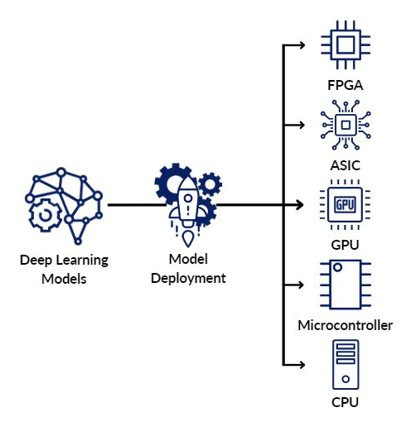 Deep Learning
Models
Model
Deployment
FPGA
ASIC
GPU
GPU
Microcontroller
CPU